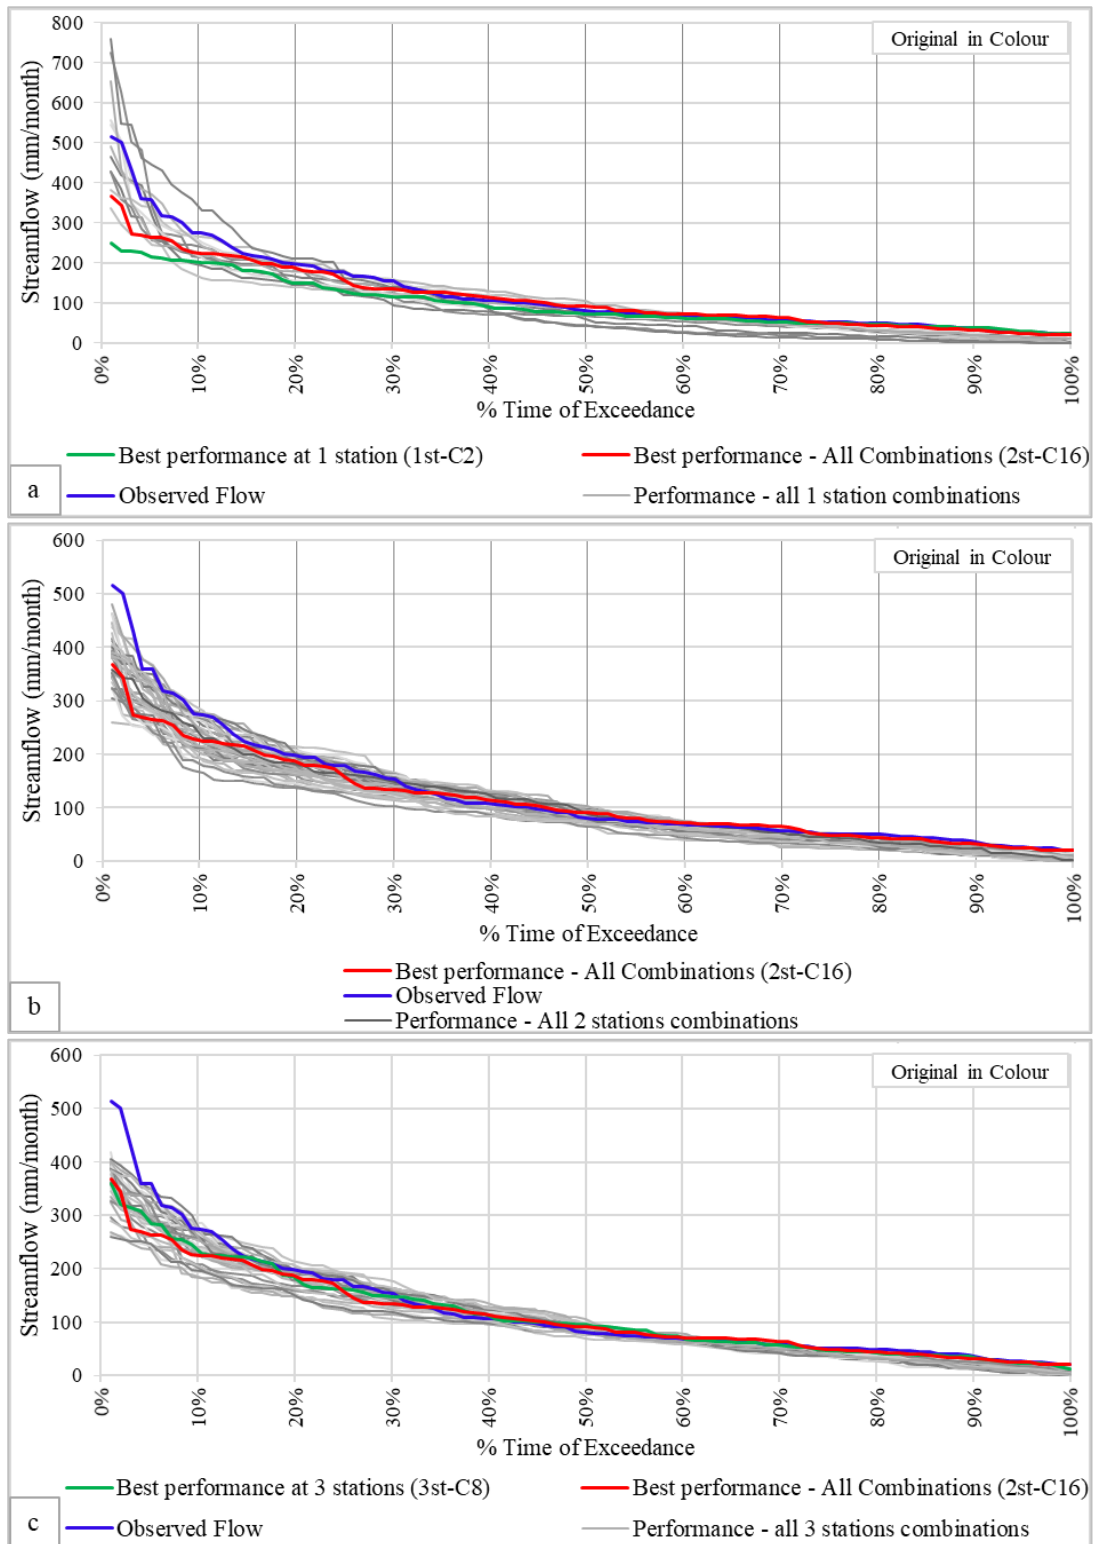 800
Original in Colour
700
600
500
400
300
200
100
0
Streamflow (mm/month)
0%
10%
20%
30%
40%
50%
60%
70%
80%
90%
100%
% Time of Exceedance
Best performance at 1 station (1st-C2)
Best performance - All Combinations (2st-C16)
Observed Flow
Performance - all 1 station combinations
a
600
Original in Colour
500
400
300
200
100
0
Streamflow (mm/month)
0%
10%
20%
30%
40%
50%
60%
70%
80%
90%
100%
% Time of Exceedance
Best performance - All Combinations (2st-C16)
Observed Flow
Performance - All 2 stations combinations
b
600
Original in Colour
500
400
300
200
100
0
Streamflow (mm/month)
0%
10%
20%
30%
40%
50%
60%
70%
80%
90%
100%
% Time of Exceedance
Best performance at 3 stations (3st-C8)
Best performance - All Combinations (2st-C16)
Observed Flow
Performance - all 3 stations combinations
c